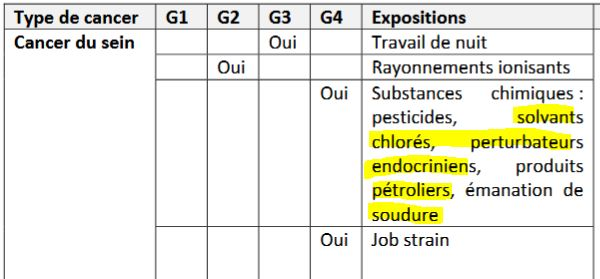 Type de cancer G1 G2 G3 G4 Expositions
Cancer du sein Oui Travail de nuit
Oui Rayonnements ionisants
Oui Substances chimiques :
pesticides, solvants
chlorés, perturbateurs
endocriniens, produits
pétroliers, émanation de
soudure
Oui Job strain